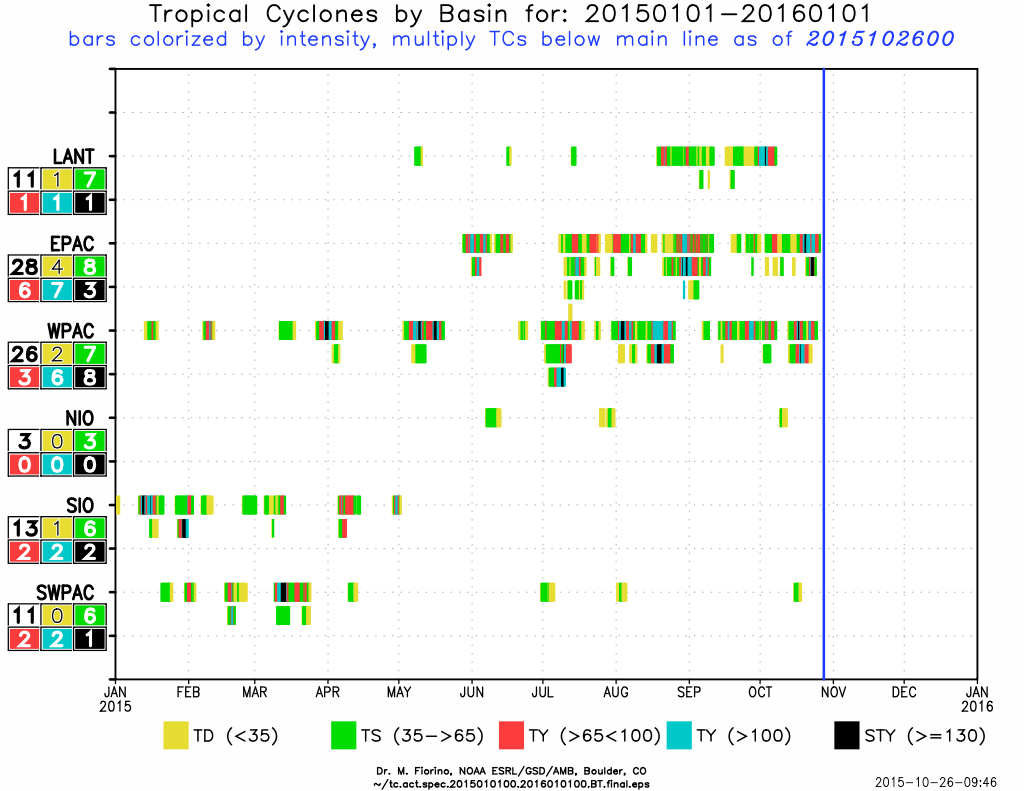 Tropical Cyclones by Basin for: 20150101-20160101
bars colorized by intensity, multiply TCs below main line as of 2015102600
LANT
11 1 7
1 1 1
EPAC
28 4 8
6 7 3
WPAC
26 2 7
3 6 8
NIO
3 0 3
0 0 0
SIO
13 1 6
2 2 2
SWPAC
11 0 6
2 2 1
JAN FEB MAR APR MAY JUN JUL AUG SEP OCT NOV DEC JAN
2015 2016
TD (<35) TS (35->65) TY (>65<100) TY (>100) STY (>=130)
Dr. M. Fiorino, NOAA ESRL/GSD/AMB, Boulder, CO
~/tc.act.spec.2015010100.2016010100.BT.final.eps
2015-10-26-09:46